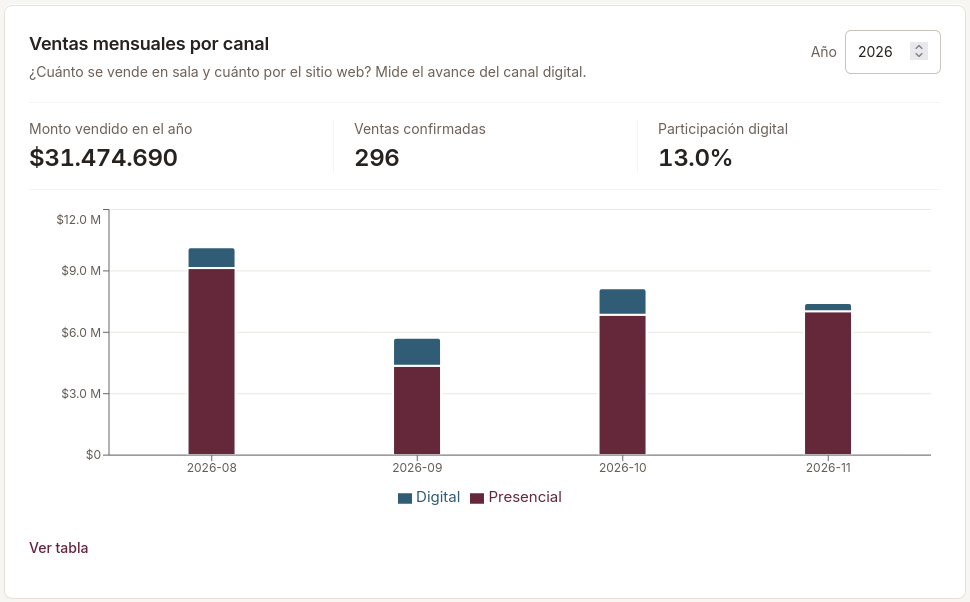 Ventas mensuales por canal
¿Cuánto se vende en sala y cuánto por el sitio web? Mide el avance del canal digital.
Año
2026
Monto vendido en el año
$31.474.690
Ventas confirmadas
296
Participación digital
13.0%
$12.0 M
$9.0 M
$6.0 M
$3.0 M
$0
2026-08
2026-09
2026-10
2026-11
Digital
Presencial
Ver tabla